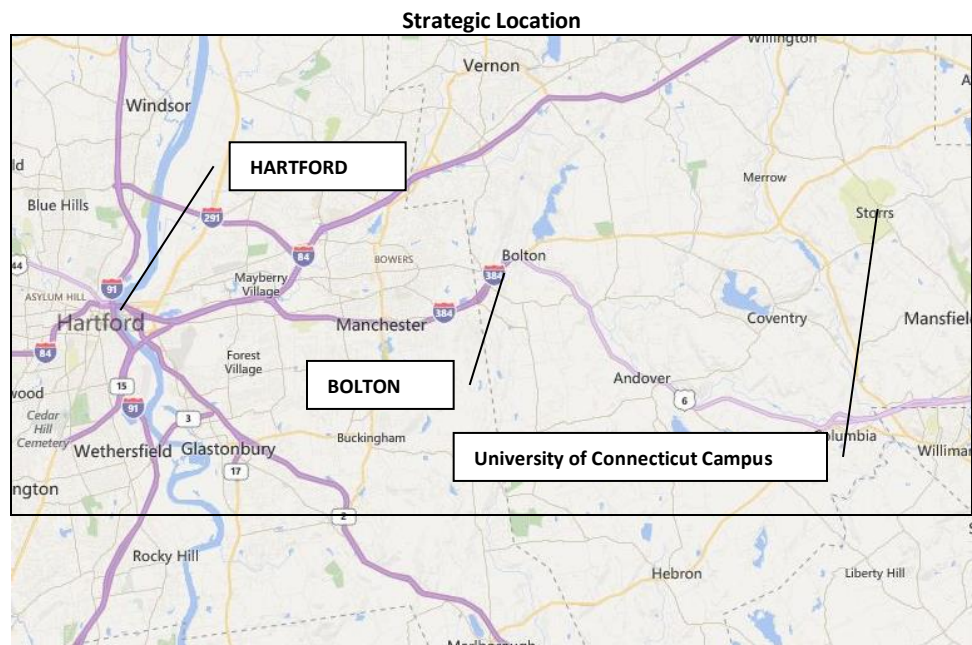 Strategic Location
Willington
Vernon
Windsor
HARTFORD
Merrow
Blue Hills
Storrs
291
84
Bolton
BOWERS
44
Mayberry
Village
384
91
ASYLUM HILL
384
Hartford
Manchester
Coventry
Mansfield
84
Forest
Village
Andover
15
BOLTON
6
wood
91
Cedar
Hill
Cemetery
3
Buckingham
Columbia
Wethersfield
Glastonbury
University of Connecticut Campus
Williman
17
ngton
2
Rocky Hill
Hebron
Liberty Hill
Marlborough